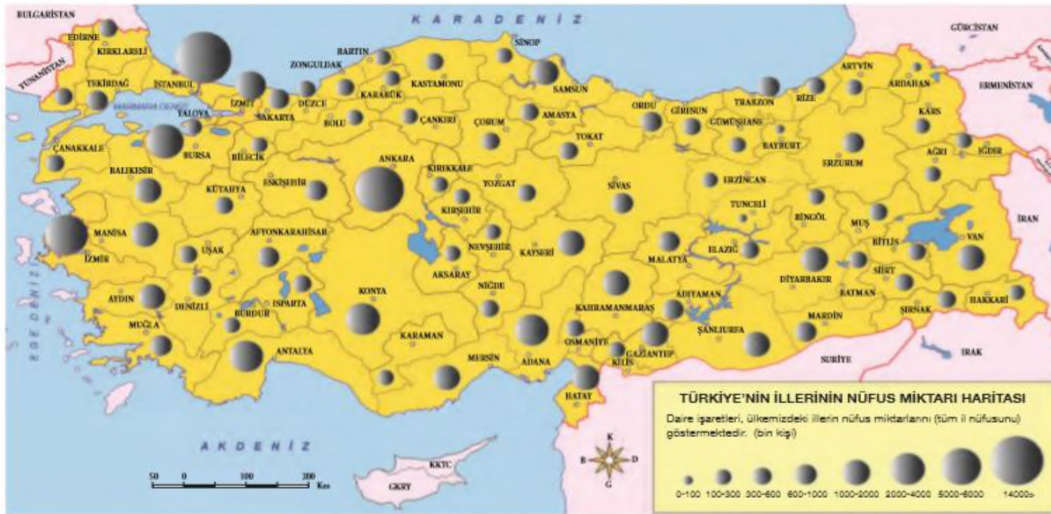 KARADENİZ
BULGARİSTAN
GÜRCİSTAN
EDİRNE
KIRKLARELİ
SİNOP
BARTIN
ZONGULDAK
KASTAMONU
ARTVİN
ARDAHAN
YUNANİSTAN
ERMENİSTAN
TEKİRDAĞ
İSTANBUL
KARABÜK
SAMSUN
MARMARA DENİZİ
İZMİT
DÜZCE
SAKARYA
ORDU
GİRESUN
TRABZON
RİZE
KARS
YALOVA
BOLU
ÇANKIRI
ÇORUM
AMASYA
GÜMÜŞHANE
BAYBURT
ÇANAKKALE
BURSA
BİLECİK
TOKAT
ERZURUM
AĞRI
IĞDIR
ANKARA
KIRIKKALE
BALIKESİR
KÜTAHYA
ESKİŞEHİR
YOZGAT
SİVAS
ERZİNCAN
KIRŞEHİR
TUNCELİ
BİNGÖL
MUŞ
İRAN
MANİSA
UŞAK
AFYONKARAHİSAR
NEVŞEHİR
KAYSERİ
ELAZIĞ
BİTLİS
VAN
İZMİR
MALATYA
AKSARAY
DİYARBAKIR
SİİRT
EGE DENİZİ
AYDIN
DENİZLİ
ISPARTA
KONYA
NİĞDE
BATMAN
BURDUR
KAHRAMANMARAŞ
ADIYAMAN
HAKKARİ
MARDİN
ŞIRNAK
MUĞLA
KARAMAN
OSMANİYE
GAZİANTEP
ŞANLIURFA
ANTALYA
MERSİN
ADANA
KİLİS
SURİYE
IRAK
HATAY
AKDENİZ
KKTC
GKRY
50 0 100 200
Km
K
B D
G
TÜRKİYE'NİN İLLERİNİN NÜFUS MİKTARI HARİTASI
Daire işaretleri, ülkemizdeki illerin nüfus miktarlarını (tüm il nüfusunu)
göstermektedir. (bin kişi)
0-100 100-300 300-600 600-1000 1000-2000 2000-4000 5000-6000 14000>